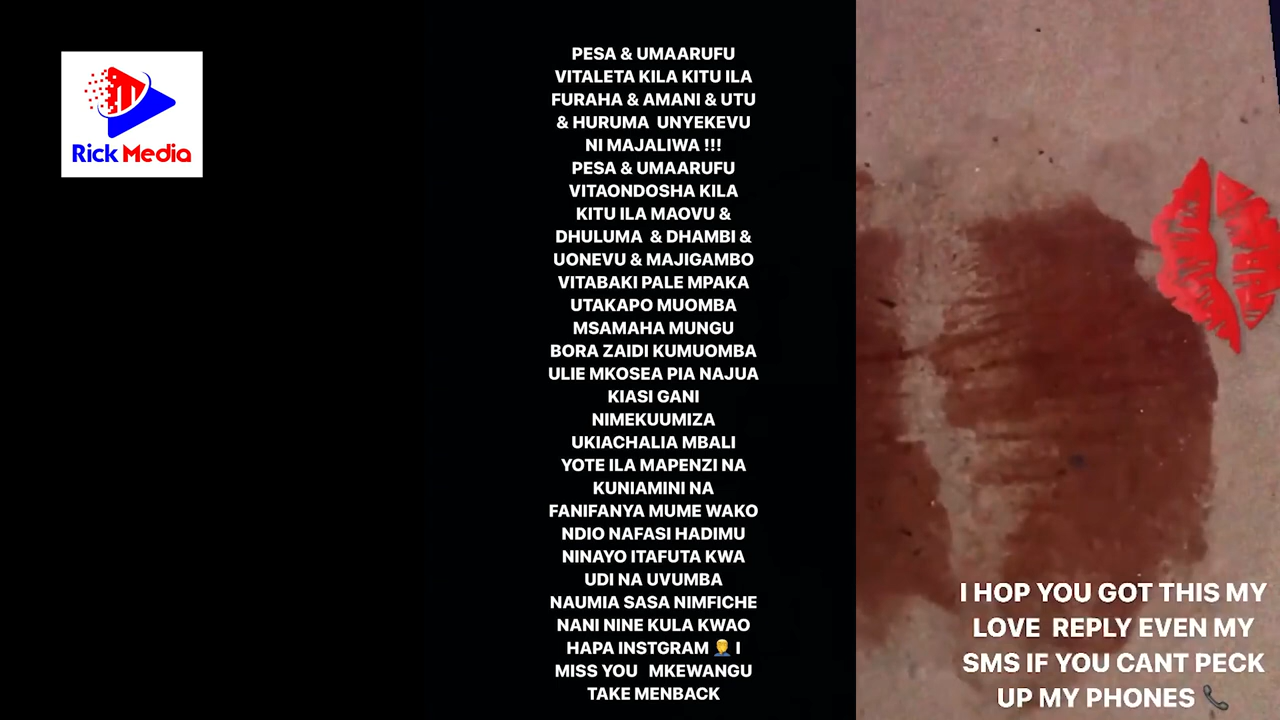 Rick Media
PESA & UMAARUFU
VITALETA KILA KITU ILA
FURAHA & AMANI & UTU
& HURUMA  UNYEKEVU
NI MAJALIWA !!!
PESA & UMAARUFU
VITAONDOSHA KILA
KITU ILA MAOVU &
DHULUMA  & DHAMBI &
UONEVU & MAJIGAMBO
VITABAKI PALE MPAKA
UTAKAPO MUOMBA
MSAMAHA MUNGU
BORA ZAIDI KUMUOMBA
ULIE MKOSEA PIA NAJUA
KIASI GANI
NIMEKUUMIZA
UKIACHALIA MBALI
YOTE ILA MAPENZI NA
KUNIAMINI NA
FANIFANYA MUME WAKO
NDIO NAFASI HADIMU
NINAYO ITAFUTA KWA
UDI NA UVUMBA
NAUMIA SASA NIMFICHE
NANI NINE KULA KWAO
HAPA INSTGRAM 🤦‍♂️ I
MISS YOU   MKEWANGU
TAKE MENBACK
I HOP YOU GOT THIS MY
LOVE  REPLY EVEN MY
SMS IF YOU CANT PECK
UP MY PHONES 📞